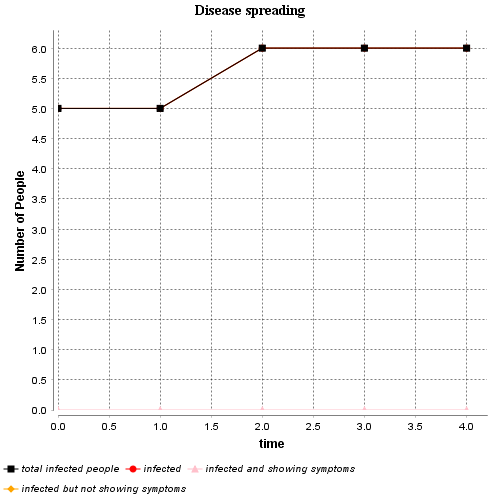 Disease spreading
6.0
5.5
5.0
4.5
4.0
3.5
3.0
2.5
2.0
1.5
1.0
0.5
0.0
Number of People
0.0 0.5 1.0 1.5 2.0 2.5 3.0 3.5 4.0
time
total infected people infected infected and showing symptoms
infected but not showing symptoms